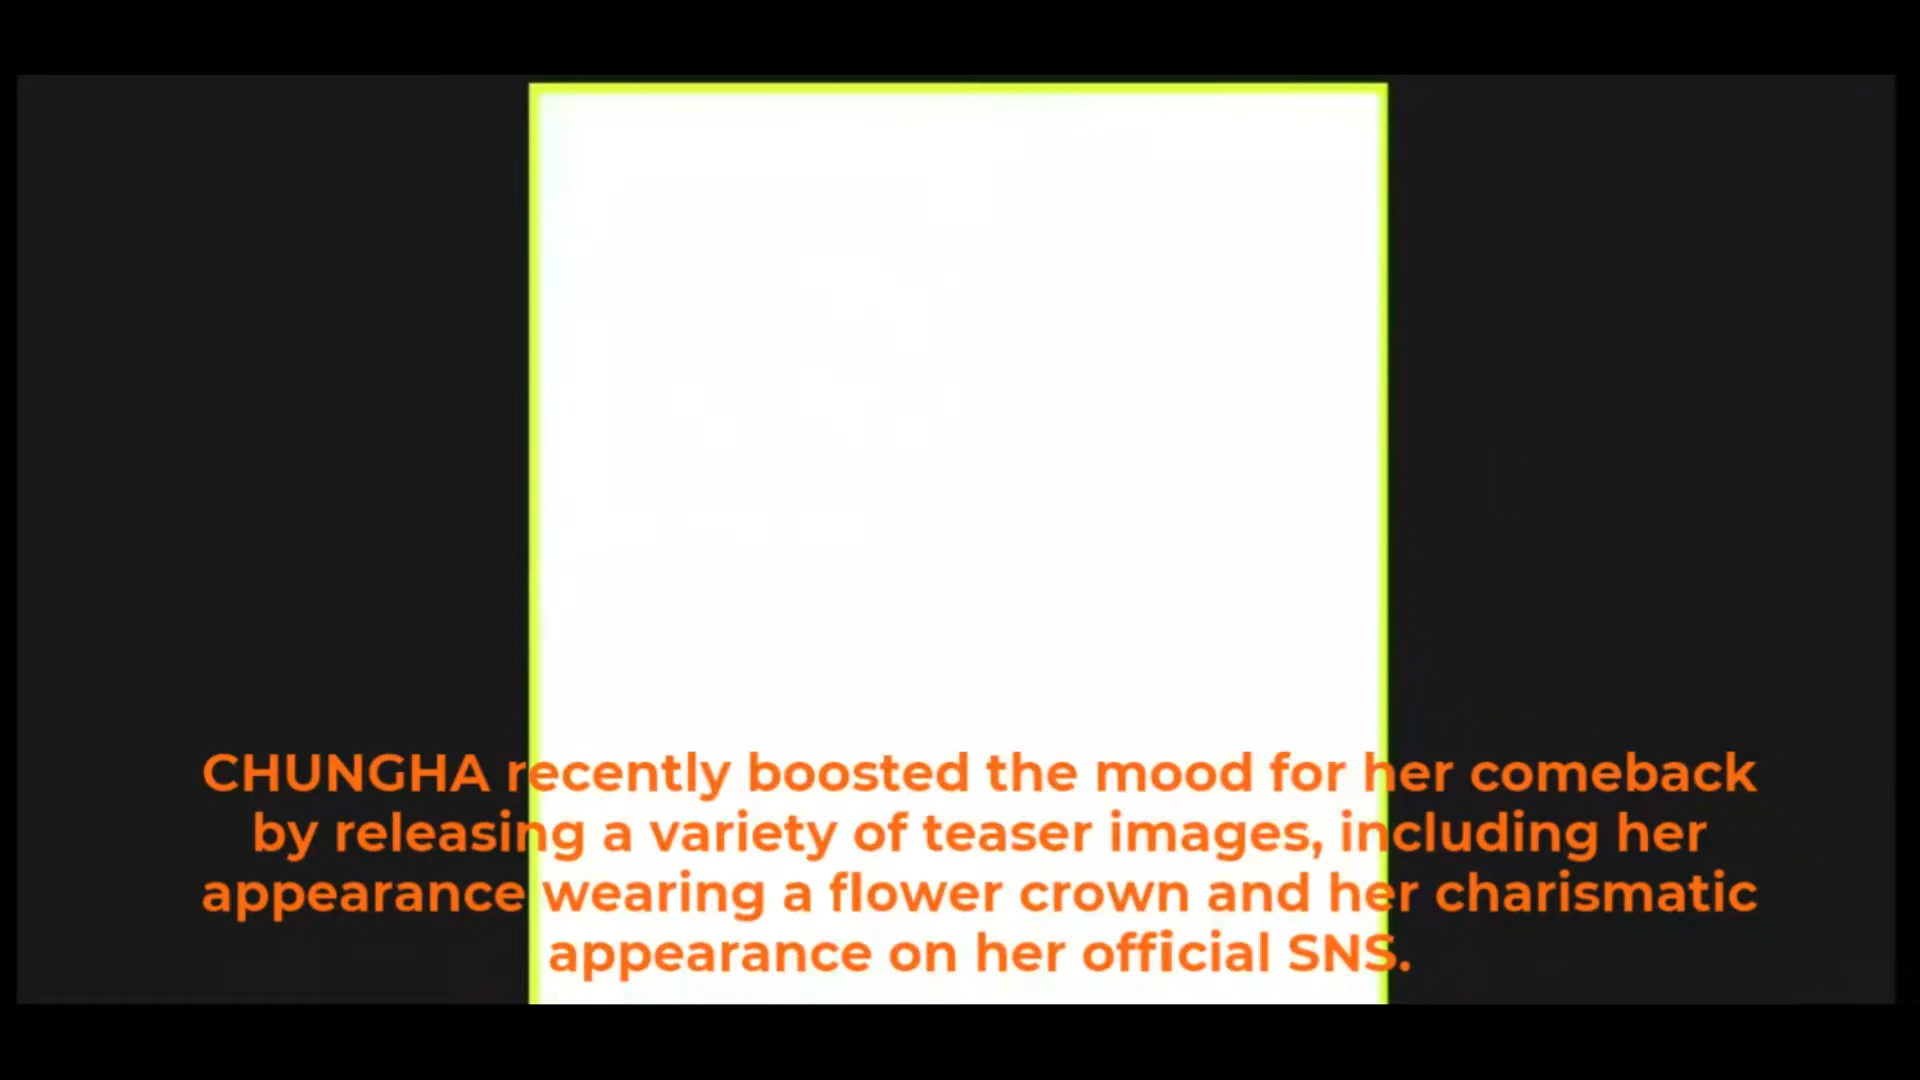 CHUNGHA recently boosted the mood for her comeback
by releasing a variety of teaser images, including her
appearance wearing a flower crown and her charismatic
appearance on her official SNS.